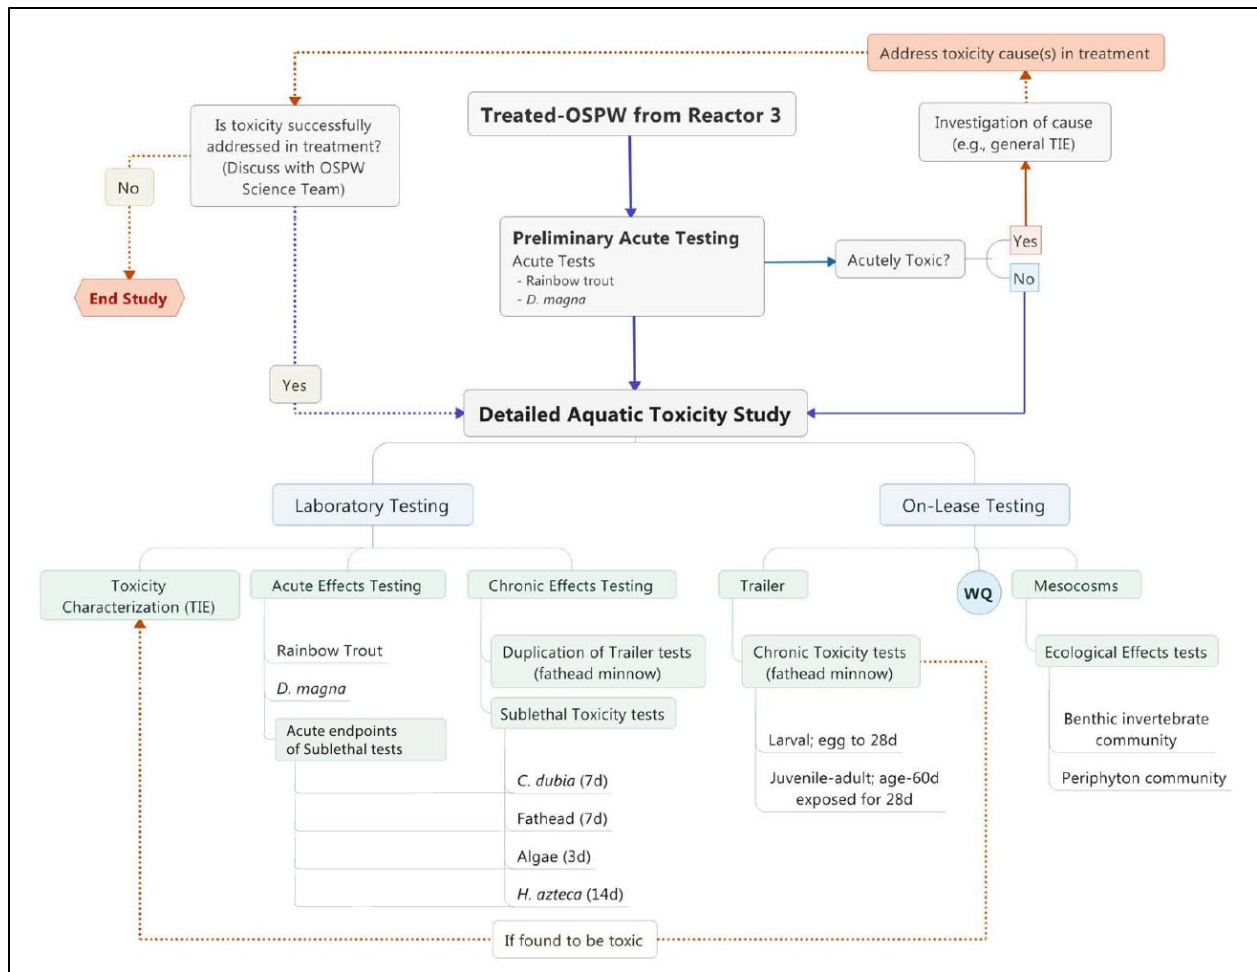 Address toxicity cause(s) in treatment
Treated-OSPW from Reactor 3
Is toxicity successfully
addressed in treatment?
(Discuss with OSPW
Science Team)
Investigation of cause
(e.g., general TIE)
No
Yes
Preliminary Acute Testing
Acute Tests
- Rainbow trout
- D. magna
Acutely Toxic?
No
End Study
Yes
Detailed Aquatic Toxicity Study
Laboratory Testing
On-Lease Testing
Toxicity
Characterization (TIE)
Acute Effects Testing
Chronic Effects Testing
Trailer
WQ
Mesocosms
Rainbow Trout
D. magna
Acute endpoints
of Sublethal tests
Duplication of Trailer tests
(fathead minnow)
Sublethal Toxicity tests
C. dubia (7d)
Fathead (7d)
Algae (3d)
H. azteca (14d)
Chronic Toxicity tests
(fathead minnow)
Larval; egg to 28d
Juvenile-adult; age-60d
exposed for 28d
Ecological Effects tests
Benthic invertebrate
community
Periphyton community
If found to be toxic